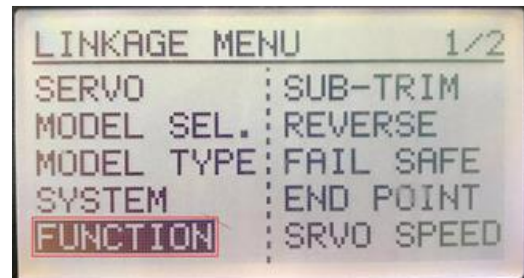 LINKAGE MENU 1/2
SERVO SUB-TRIM
MODEL SEL. REVERSE
MODEL TYPE FAIL SAFE
SYSTEM END POINT
FUNCTION SRVO SPEED